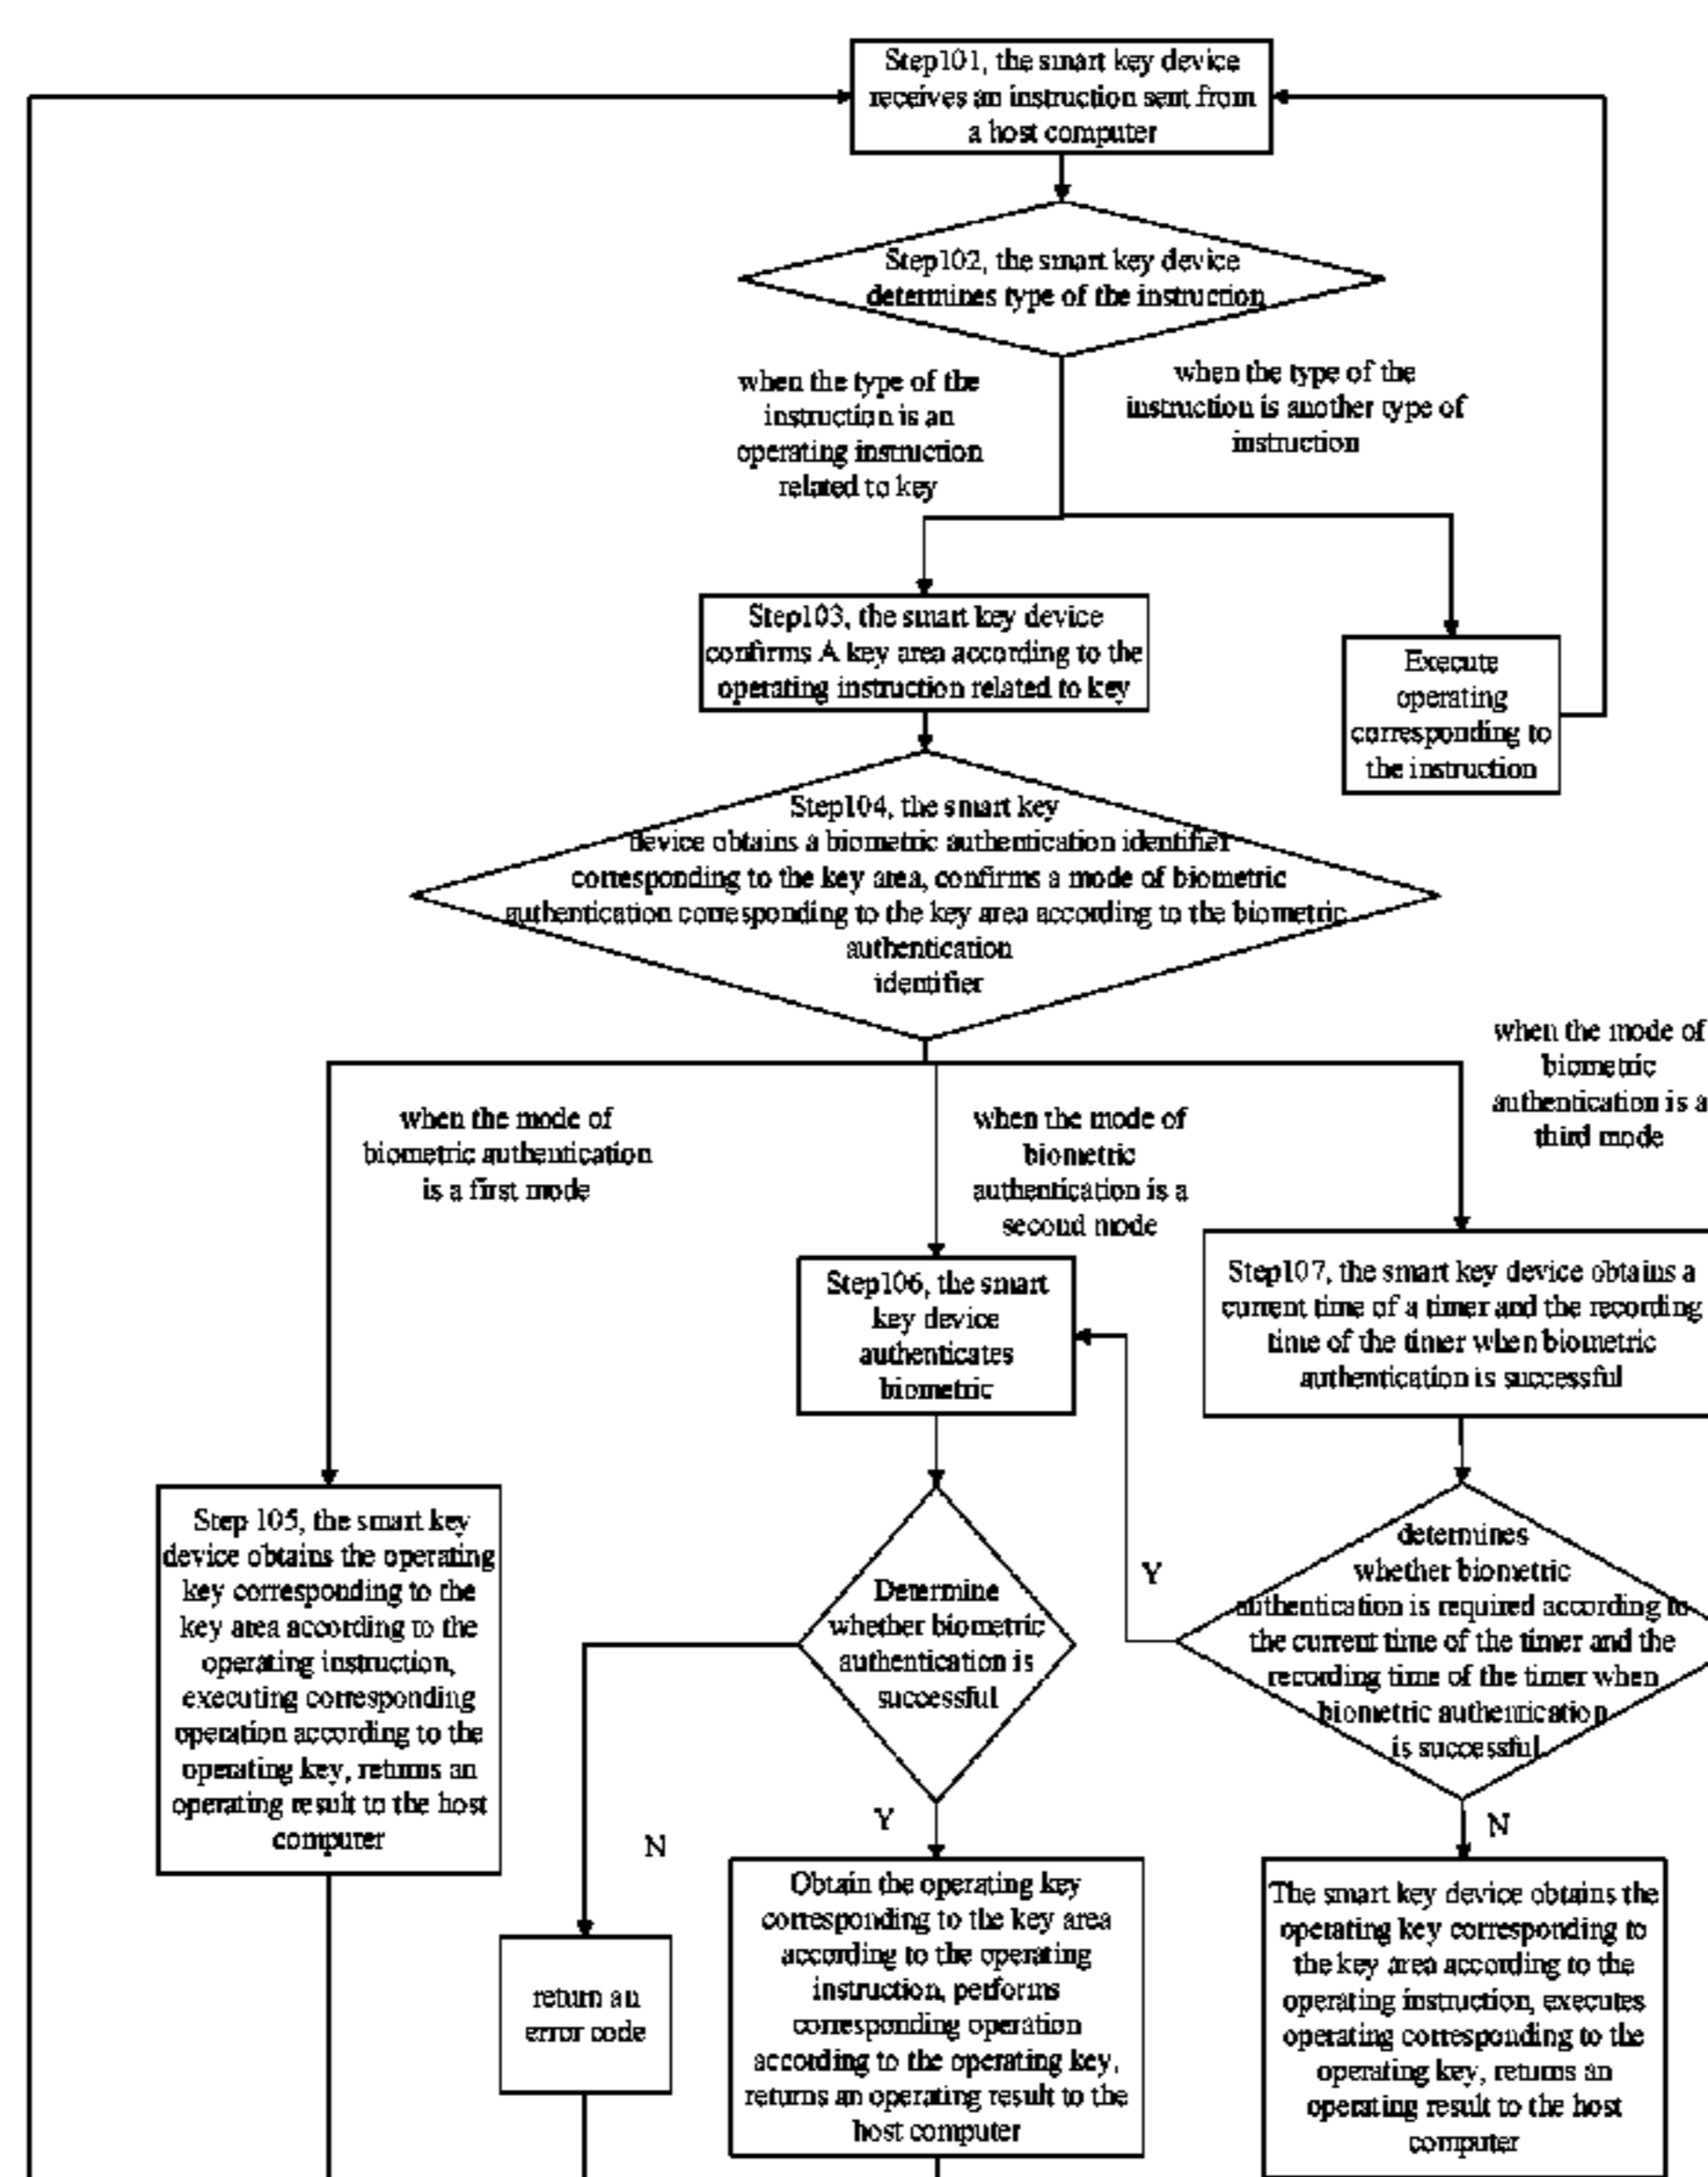 Step101, the smart key device
receives an instruction sent from
a host computer
Step102, the smart key device
determines type of the instruction
when the type of the
instruction is an
operating instruction
related to key
when the type of the
instruction is another type of
instruction
Step103, the smart key device
confirms A key area according to the
operating instruction related to key
Execute
operating
corresponding to
the instruction
Step104, the smart key
device obtains a biometric authentication identifier
corresponding to the key area, confirms a mode of biometric
authentication corresponding to the key area according to the biometric
authentication
identifier
when the mode of
biometric authentication
is a first mode
when the mode of
biometric
authentication is a
second mode
when the mode of
biometric
authentication is a
third mode
Step106, the smart
key device
authenticates
biometric
Step107, the smart key device obtains a
current time of a timer and the recording
time of the timer when biometric
authentication is successful
Step 105, the smart key
device obtains the operating
key corresponding to the
key area according to the
operating instruction,
executing corresponding
operation according to the
operating key, returns an
operating result to the host
computer
Determine
whether biometric
authentication is
successful
Y
determines
whether biometric
authentication is required according to
the current time of the timer and the
recording time of the timer when
biometric authentication
is successful
N
Y
N
return an
error code
Obtain the operating key
corresponding to the key area
according to the operating
instruction, performs
corresponding operation
according to the operating key,
returns an operating result to the
host computer
The smart key device obtains the
operating key corresponding to
the key area according to the
operating instruction, executes
operating corresponding to the
operating key, returns an
operating result to the host
computer